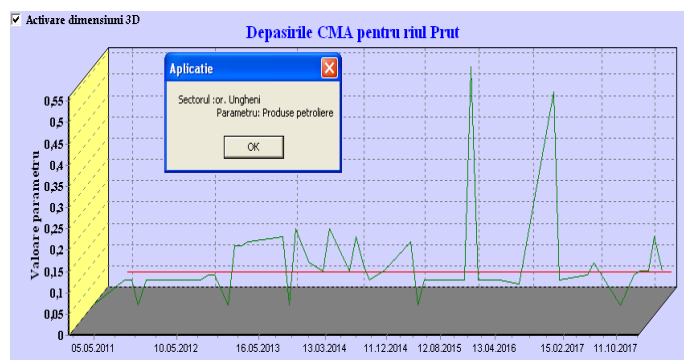 Activare dimensiuni 3D
Depasirile CMA pentru riul Prut
Aplicatie
Sectorul :or. Ungheni
Parametru: Produse petroliere
OK
Valoare parametru
0,55
0,5
0,45
0,4
0,35
0,3
0,25
0,2
0,15
0,1
0,05
0
05.05.2011 10.05.2012 16.05.2013 13.03.2014 11.12.2014 12.08.2015 13.04.2016 15.02.2017 11.10.2017